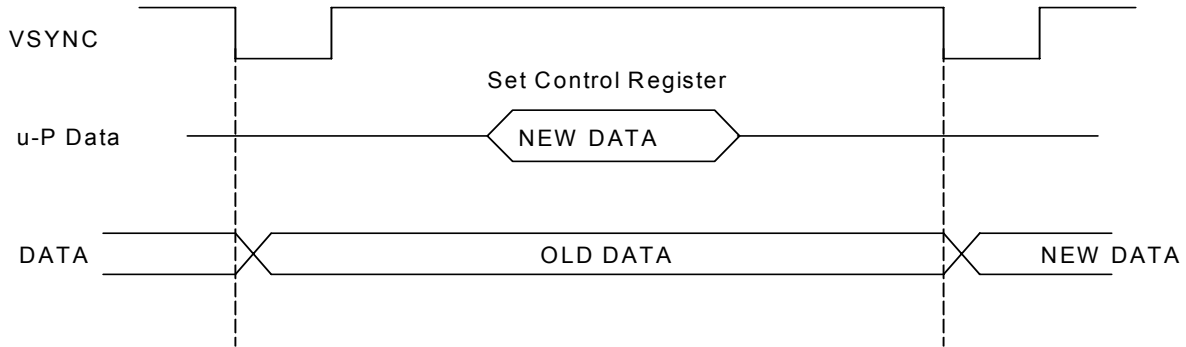 VSYNC
Set Control Register
u-P Data
NEW DATA
DATA
OLD DATA
NEW DATA